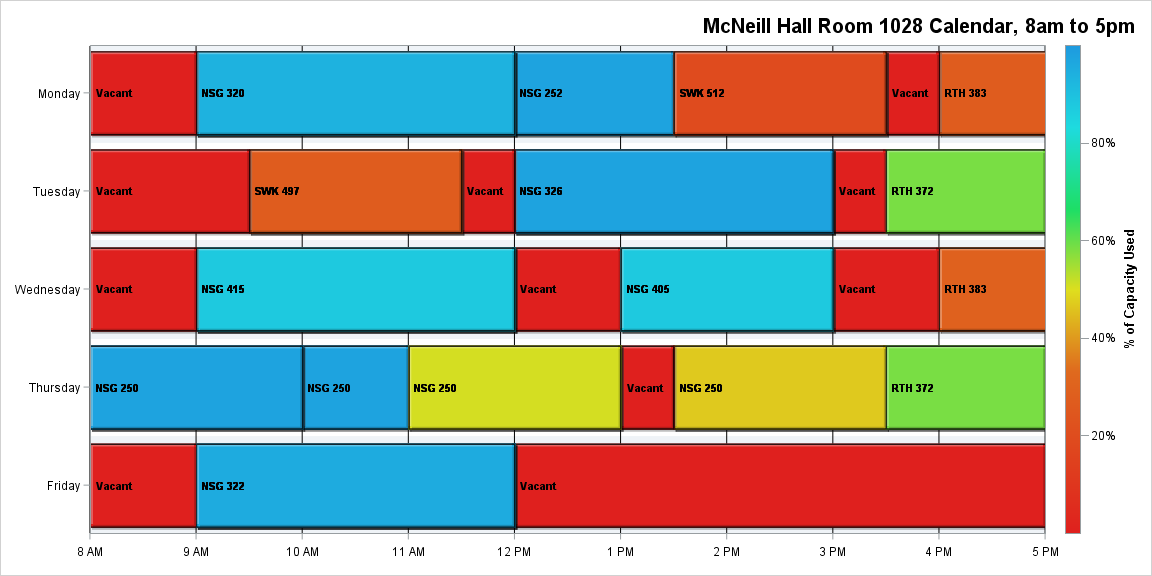 McNeill Hall Room 1028 Calendar, 8am to 5pm
Monday
Vacant
NSG 320
NSG 252
SWK 512
Vacant
RTH 383
Tuesday
Vacant
SWK 497
Vacant
NSG 326
Vacant
RTH 372
Wednesday
Vacant
NSG 415
Vacant
NSG 405
Vacant
RTH 383
Thursday
NSG 250
NSG 250
NSG 250
Vacant
NSG 250
RTH 372
Friday
Vacant
NSG 322
Vacant
8 AM
9 AM
10 AM
11 AM
12 PM
1 PM
2 PM
3 PM
4 PM
5 PM
80%
60%
40%
20%
% of Capacity Used